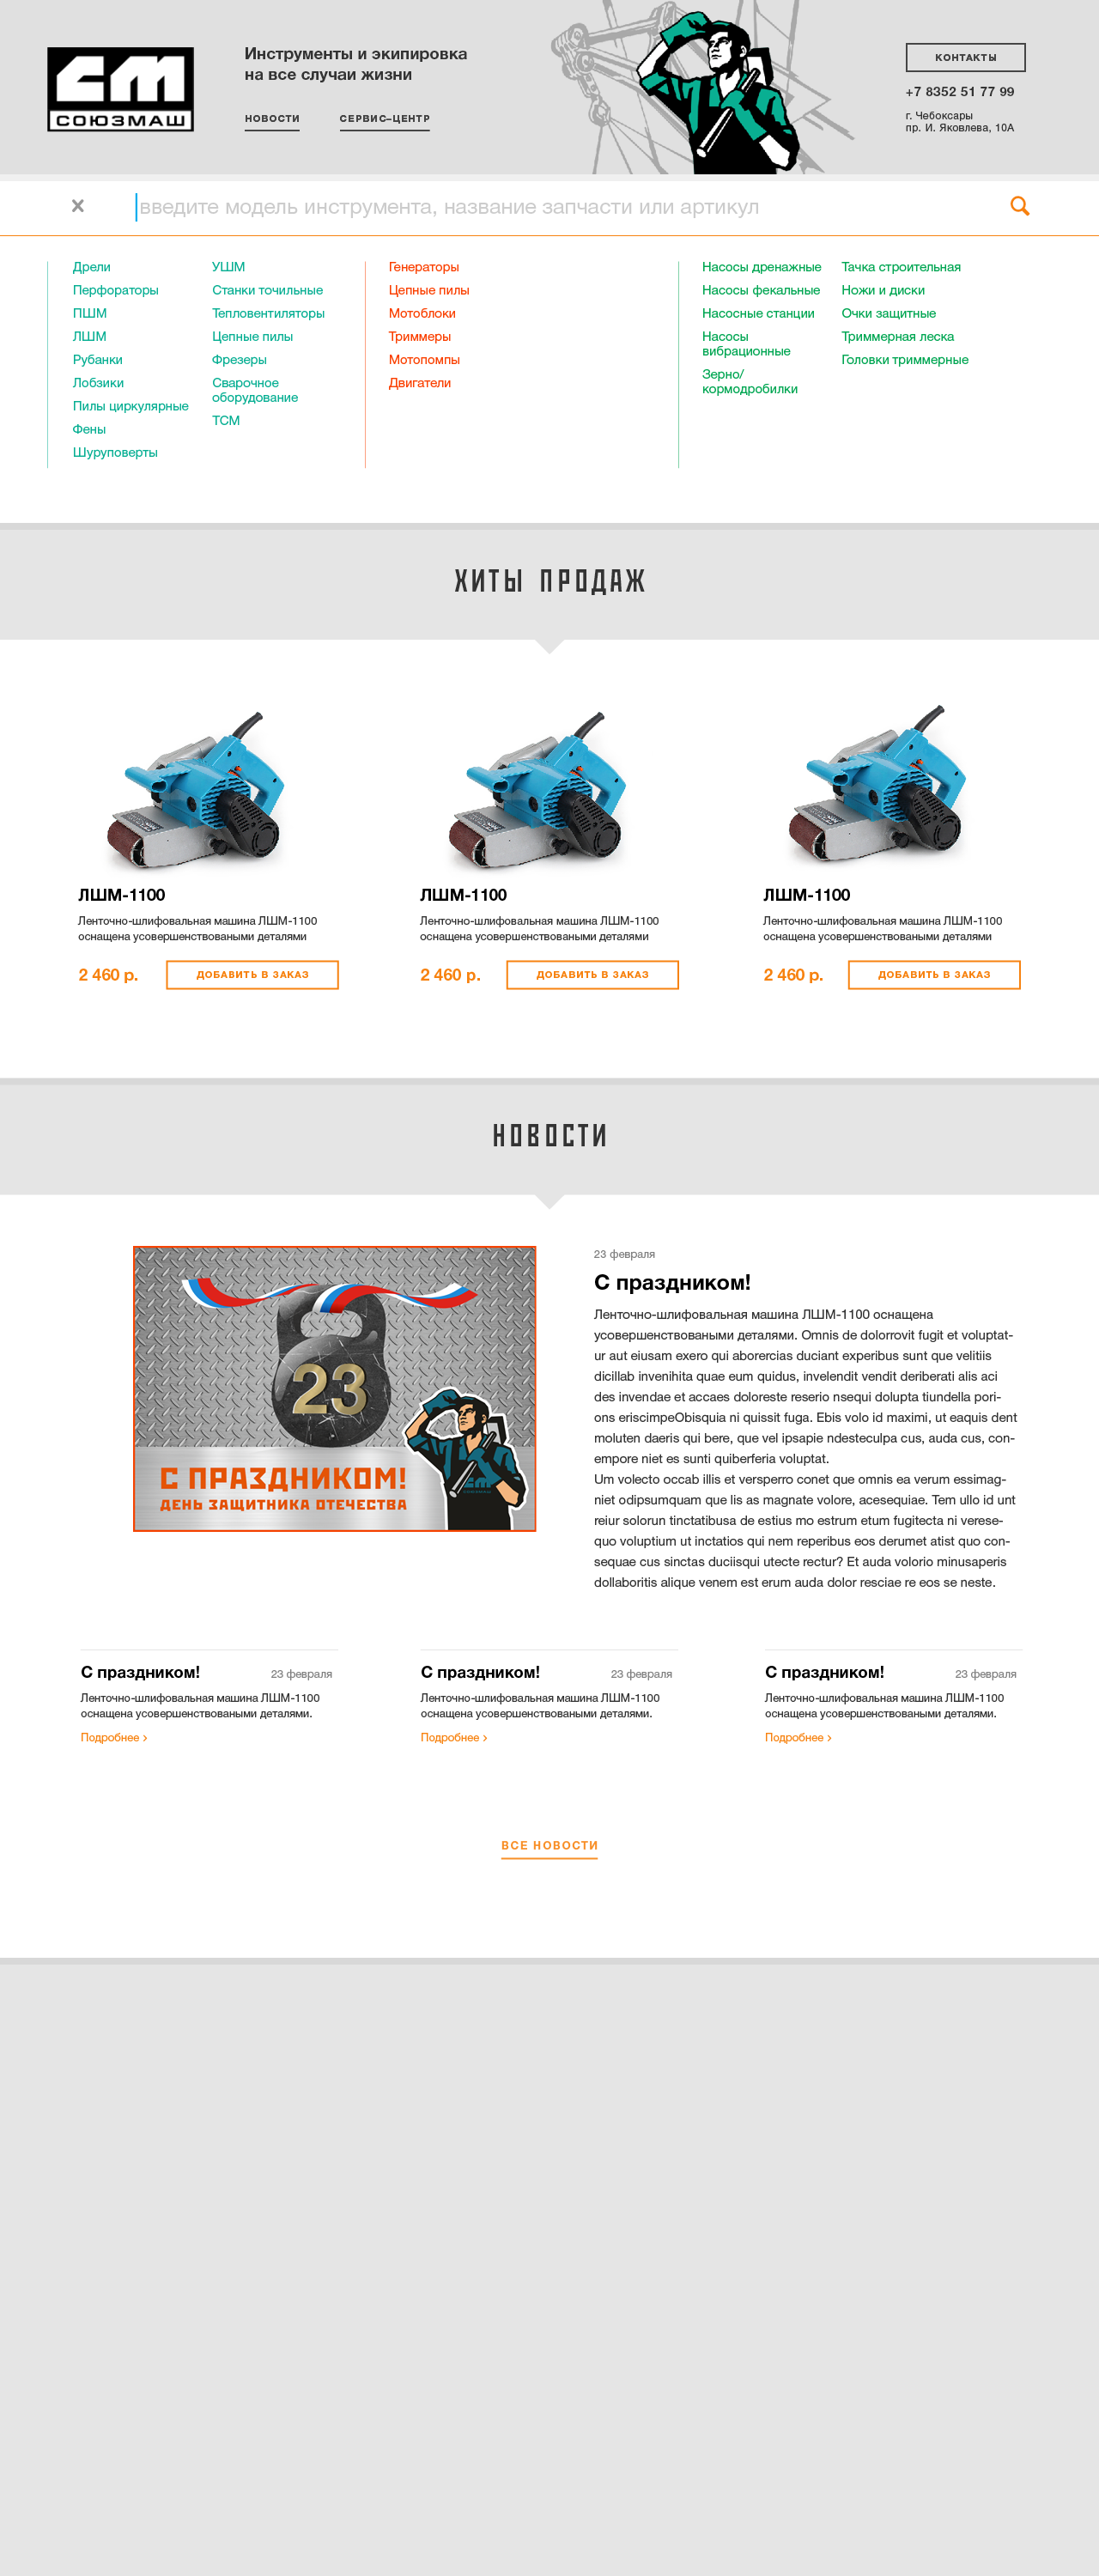 СМ
СОЮЗМАШ
Инструменты и экипировка
на все случаи жизни
НОВОСТИ
СЕРВИС–ЦЕНТР
КОНТАКТЫ
+7 8352 51 77 99
г. Чебоксары
пр. И. Яковлева, 10А
введите модель инструмента, название запчасти или артикул
Дрели
Перфораторы
ПШМ
ЛШМ
Рубанки
Лобзики
Пилы циркулярные
Фены
Шуруповерты
УШМ
Станки точильные
Тепловентиляторы
Цепные пилы
Фрезеры
Сварочное
оборудование
ТСМ
Генераторы
Цепные пилы
Мотоблоки
Триммеры
Мотопомпы
Двигатели
Насосы дренажные
Насосы фекальные
Насосные станции
Насосы
вибрационные
Зерно/
кормодробилки
Тачка строительная
Ножи и диски
Очки защитные
Триммерная леска
Головки триммерные
ХИТЫ ПРОДАЖ
ЛШМ-1100
Ленточно-шлифовальная машина ЛШМ-1100
оснащена усовершенствоваными деталями
2 460 р.
ДОБАВИТЬ В ЗАКАЗ
ЛШМ-1100
Ленточно-шлифовальная машина ЛШМ-1100
оснащена усовершенствоваными деталями
2 460 р.
ДОБАВИТЬ В ЗАКАЗ
ЛШМ-1100
Ленточно-шлифовальная машина ЛШМ-1100
оснащена усовершенствоваными деталями
2 460 р.
ДОБАВИТЬ В ЗАКАЗ
НОВОСТИ
23
С ПРАЗДНИКОМ!
ДЕНЬ ЗАЩИТНИКА ОТЕЧЕСТВА
СМ
СОЮЗМАШ
23 февраля
С праздником!
Ленточно-шлифовальная машина ЛШМ-1100 оснащена
усовершенствоваными деталями. Omnis de dolorrovit fugit et voluptat-
ur aut eiusam exero qui aborercias duciant experibus sunt que velitiis
dicillab invenihita quae eum quidus, invelendit vendit deriberati alis aci
des invendae et accaes doloreste reserio nsequi dolupta tiundella pori-
ons eriscimpeObisquia ni quissit fuga. Ebis volo id maximi, ut eaquis dent
moluten daeris qui bere, que vel ipsapie ndesteculpa cus, auda cus, con-
empore niet es sunti quiberferia voluptat.
Um volecto occab illis et versperro conet que omnis ea verum essimag-
niet odipsumquam que lis as magnate volore, acesequiae. Tem ullo id unt
reiur solorun tinctatibusa de estius mo estrum etum fugitecta ni verese-
quo voluptium ut inctatios qui nem reperibus eos derumet atist quo con-
sequae cus sinctas duciisqui utecte rectur? Et auda volorio minusaperis
dollaboritis alique venem est erum auda dolor resciae re eos se neste.
С праздником!
23 февраля
Ленточно-шлифовальная машина ЛШМ-1100
оснащена усовершенствоваными деталями.
Подробнее ›
С праздником!
23 февраля
Ленточно-шлифовальная машина ЛШМ-1100
оснащена усовершенствоваными деталями.
Подробнее ›
С праздником!
23 февраля
Ленточно-шлифовальная машина ЛШМ-1100
оснащена усовершенствоваными деталями.
Подробнее ›
ВСЕ НОВОСТИ